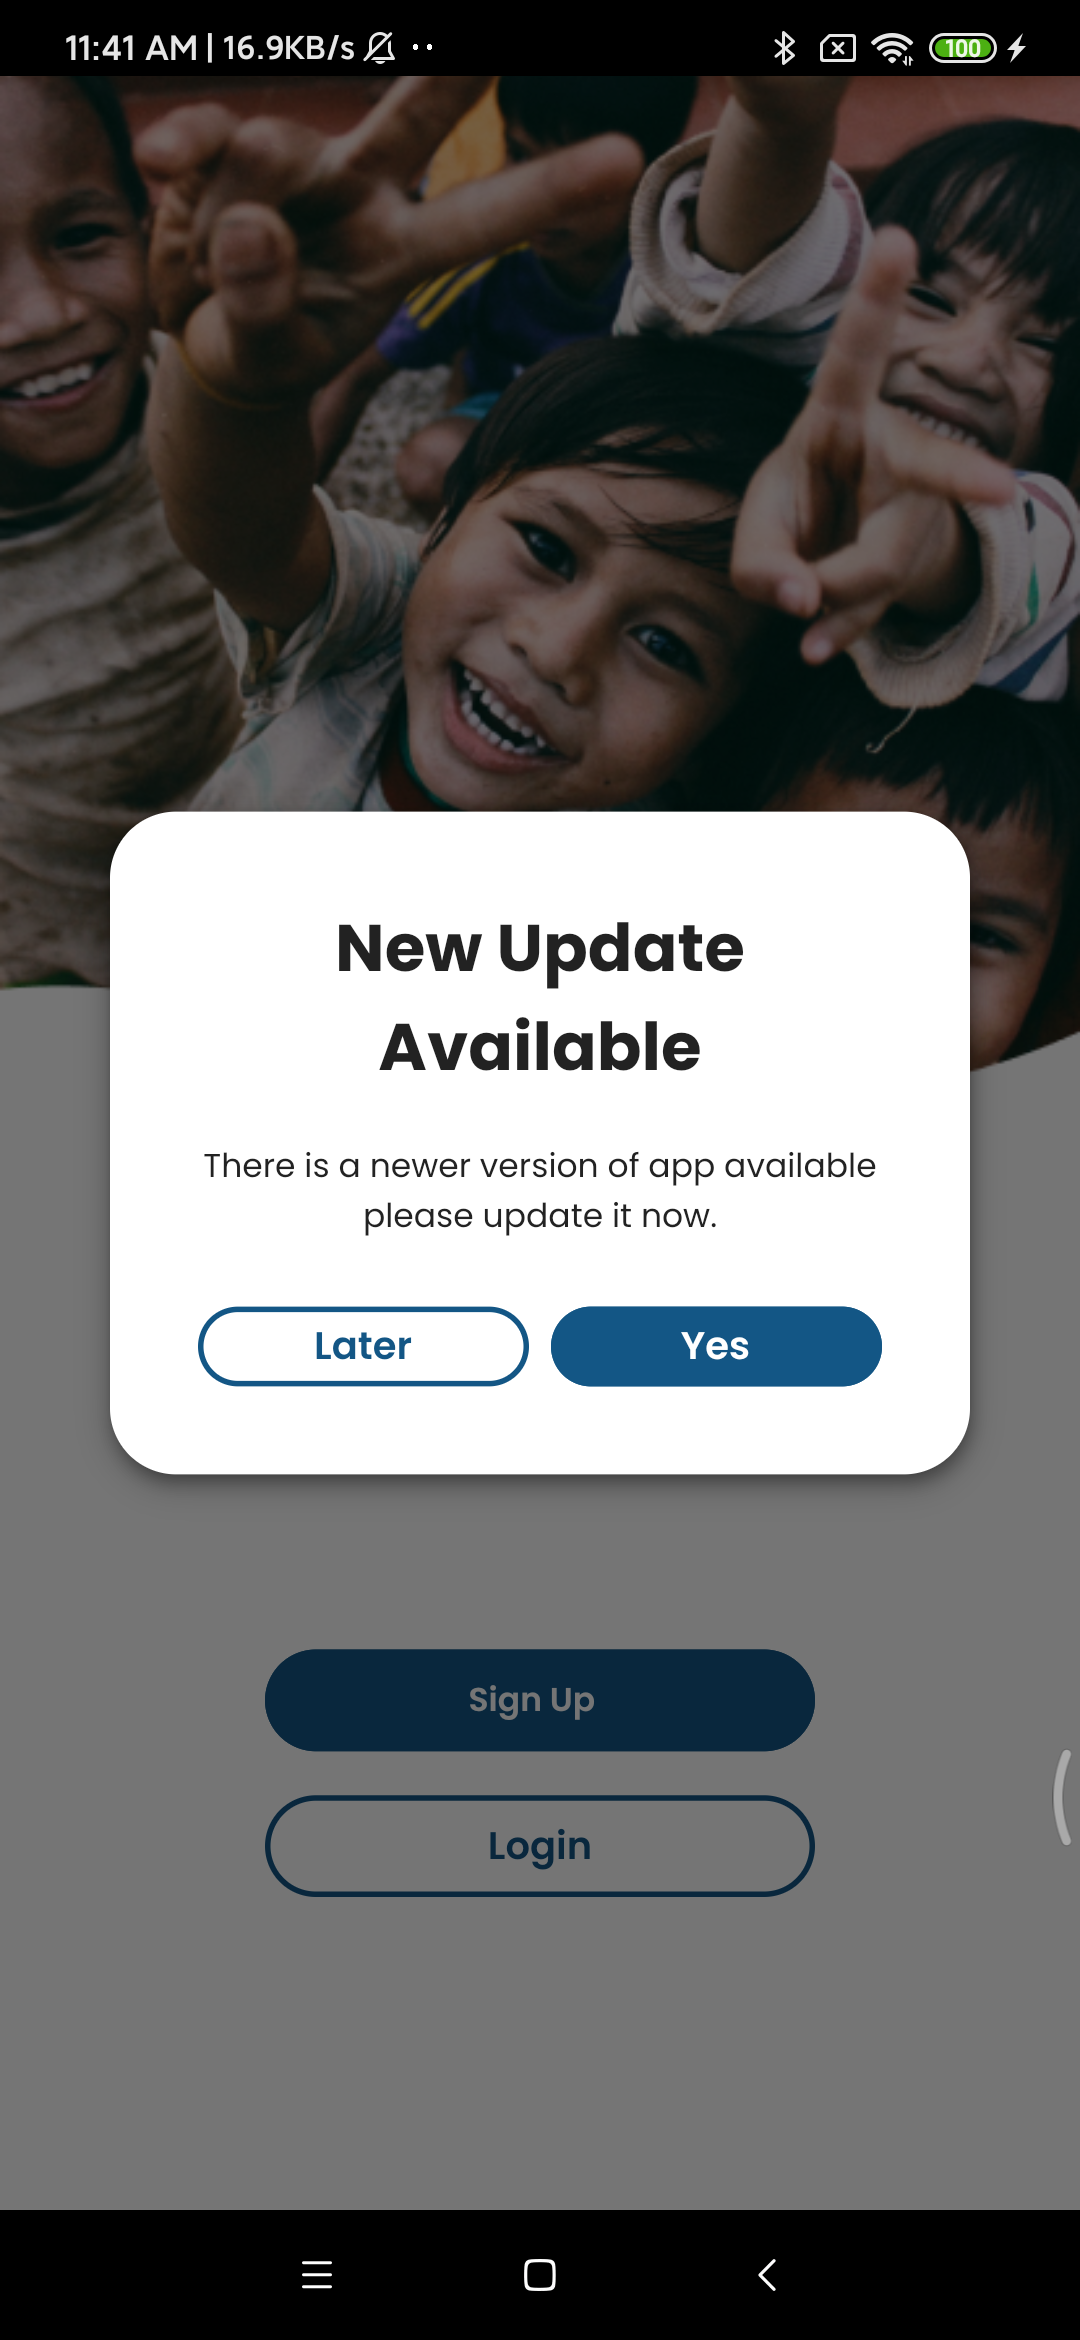 11:41 AM | 16.9KB/s
100
New Update
Available
There is a newer version of app available
please update it now.
Later
Yes
Sign Up
Login